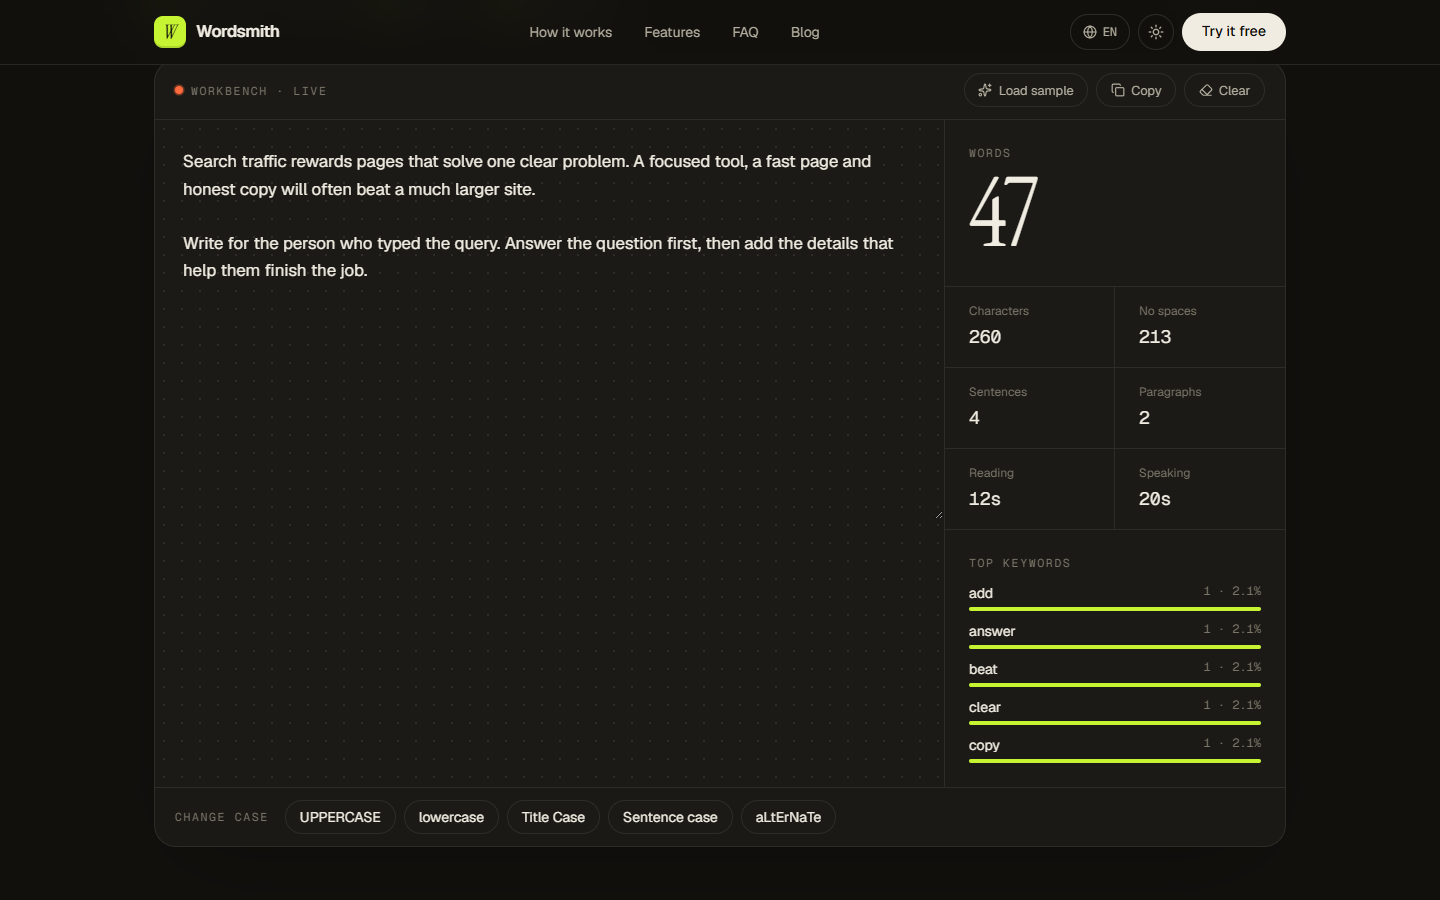 W Wordsmith
How it works Features FAQ Blog
EN
Try it free
WORKBENCH · LIVE
Load sample Copy Clear
Search traffic rewards pages that solve one clear problem. A focused tool, a fast page and
honest copy will often beat a much larger site.
Write for the person who typed the query. Answer the question first, then add the details that
help them finish the job.
WORDS
47
Characters No spaces
260 213
Sentences Paragraphs
4 2
Reading Speaking
12s 20s
TOP KEYWORDS
add 1 · 2.1%
answer 1 · 2.1%
beat 1 · 2.1%
clear 1 · 2.1%
copy 1 · 2.1%
CHANGE CASE UPPERCASE lowercase Title Case Sentence case aLtErNaTe